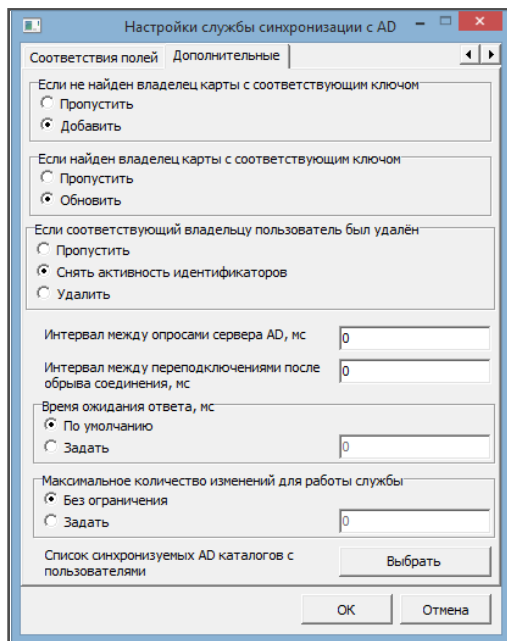 Настройки службы синхронизации с AD
Соответствия полей Дополнительные
Если не найден владелец карты с соответствующим ключом
Пропустить
Добавить
Если найден владелец карты с соответствующим ключом
Пропустить
Обновить
Если соответствующий владельцу пользователь был удалён
Пропустить
Снять активность идентификаторов
Удалить
Интервал между опросами сервера AD, мс 0
Интервал между переподключениями после
обрыва соединения, мс 0
Время ожидания ответа, мс
По умолчанию
Задать 0
Максимальное количество изменений для работы службы
Без ограничения
Задать 0
Список синхронизуемых AD каталогов с
пользователями Выбрать
ОК Отмена